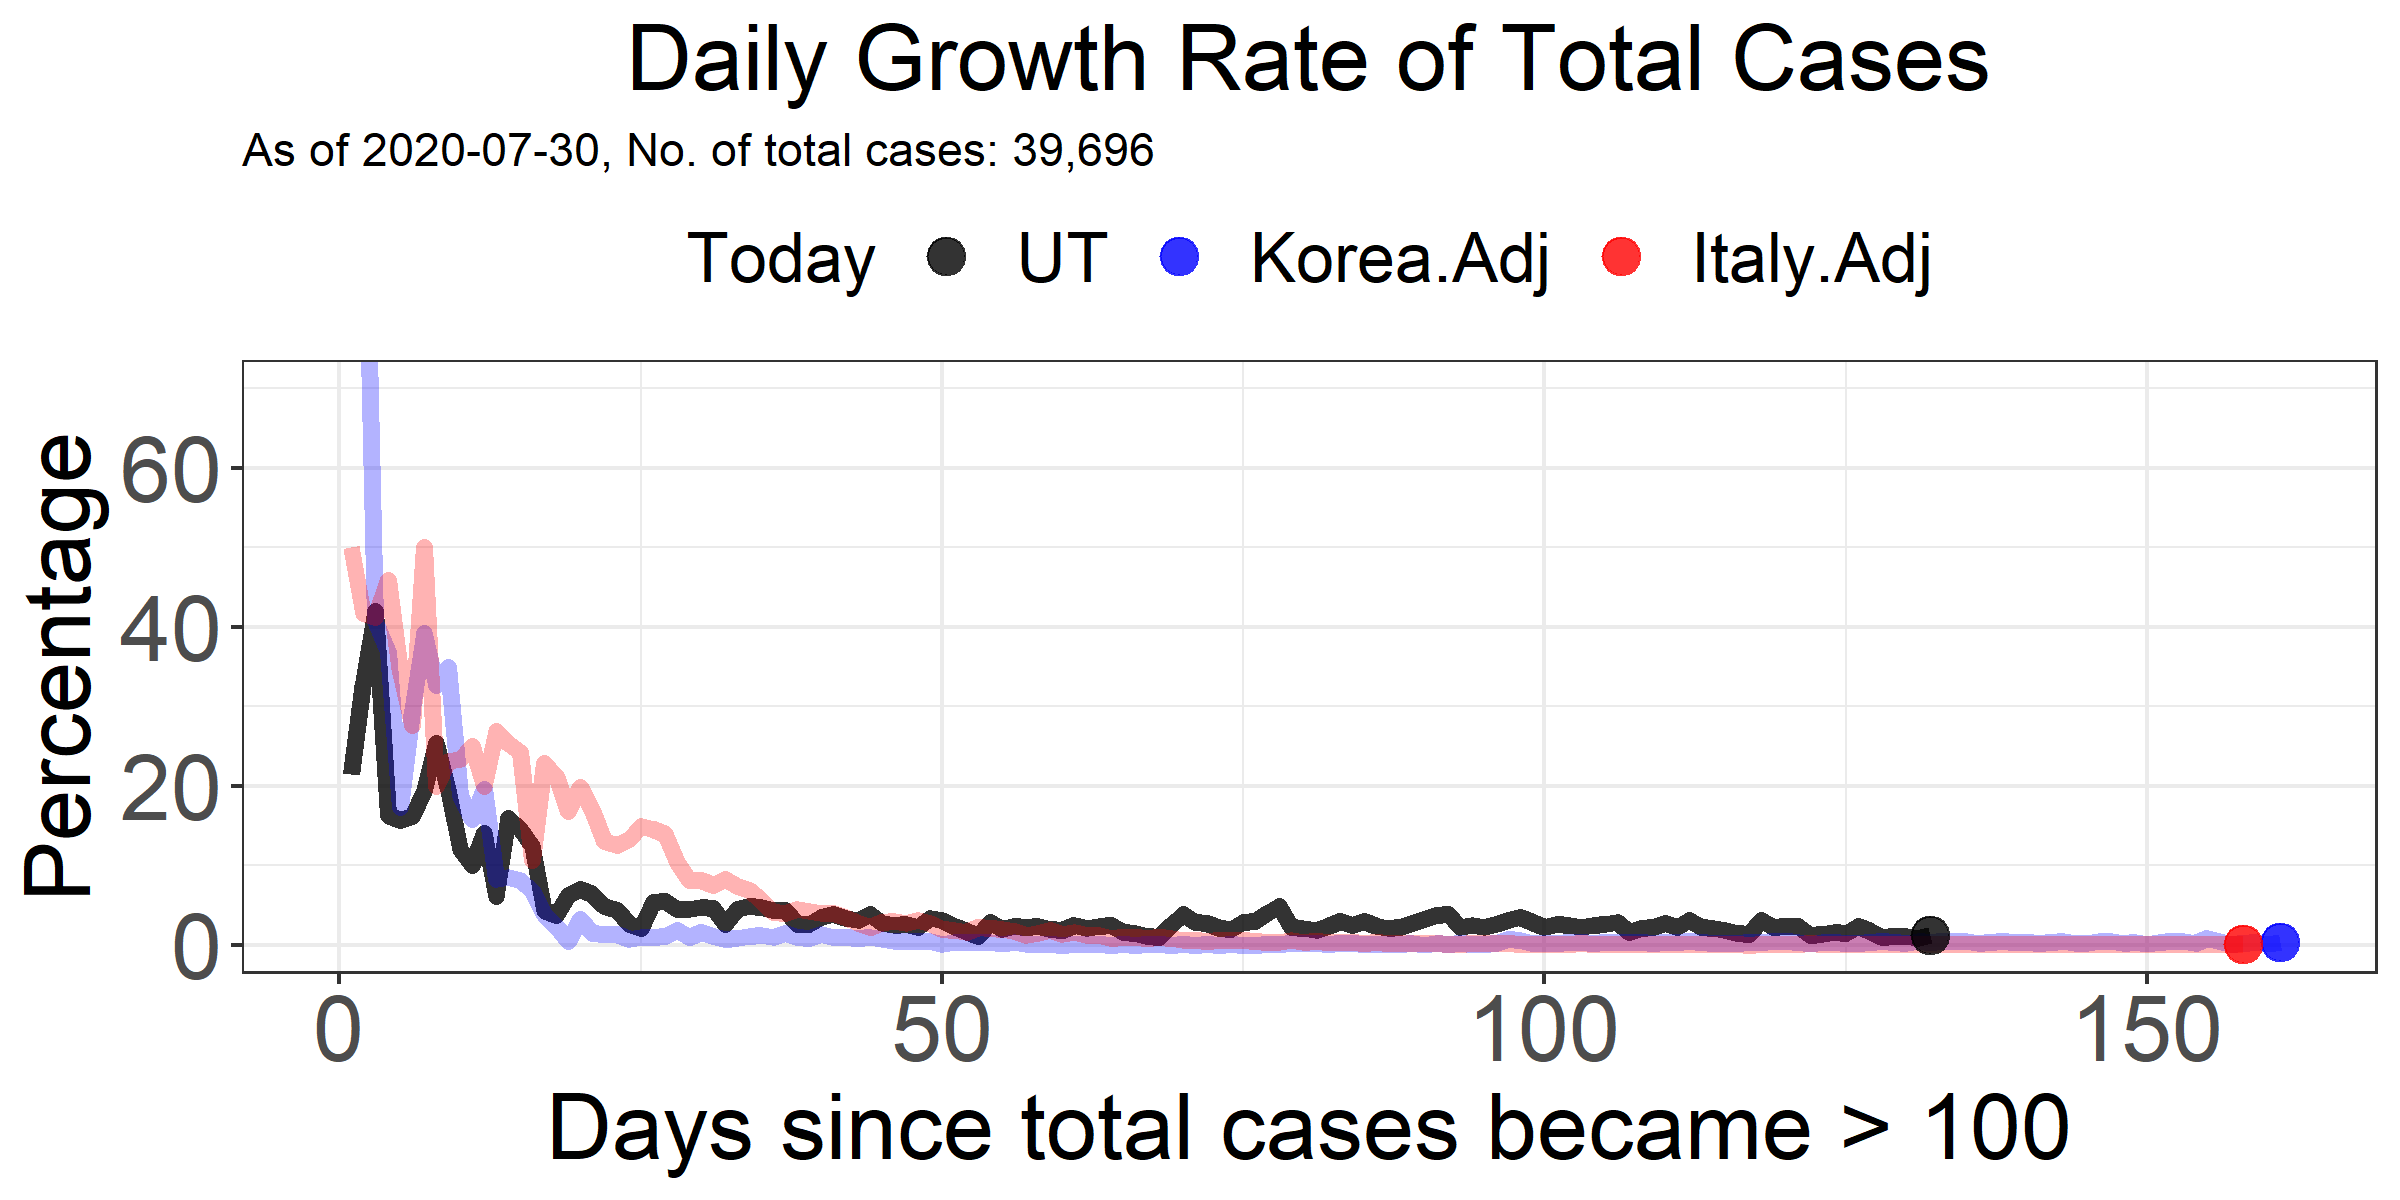 Daily Growth Rate of Total Cases
As of 2020-07-30, No. of total cases: 39,696
Today UT Korea.Adj Italy.Adj
Percentage
60
40
20
0
0 50 100 150
Days since total cases became > 100